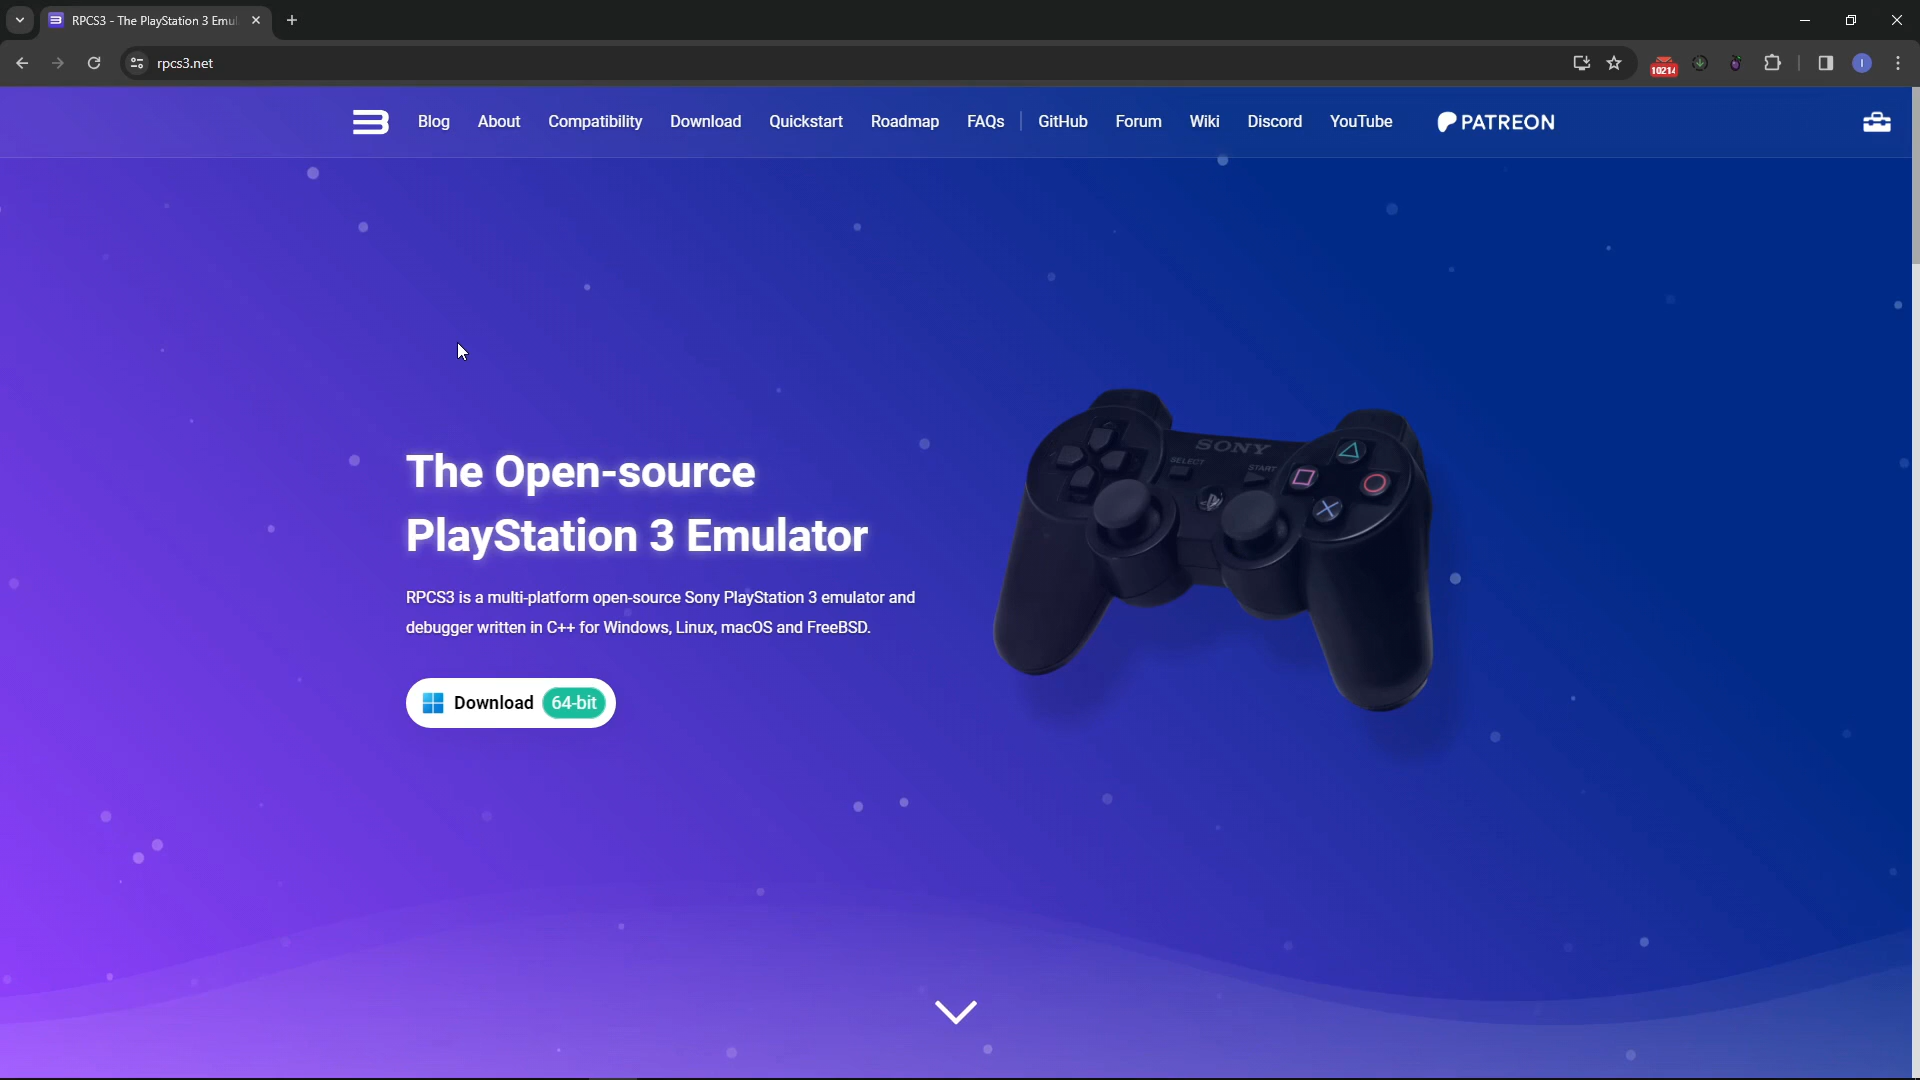 RPCS3 - The PlayStation 3 Emul
rpcs3.net
10214
I
Blog About Compatibility Download Quickstart Roadmap FAQs GitHub Forum Wiki Discord YouTube PATREON
The Open-source
PlayStation 3 Emulator
RPCS3 is a multi-platform open-source Sony PlayStation 3 emulator and
debugger written in C++ for Windows, Linux, macOS and FreeBSD.
Download 64-bit
SONY
SELECT
START